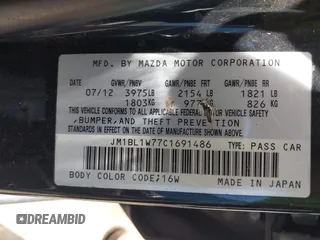 MFD. BY MAZDA MOTOR CORPORATION
DATE GVWR/PNBV GAWR/PNBE FRT GAWR/PNBE RR
07/12 3975LB 2154 LB 1821 LB
1803KG 977 826 KG
THIS VEHICLE CONFORMS TO ALL APPLICABLE FEDERAL MOTOR VEHICLE SAFETY
,BUMPER,AND THEFT PREVENTION
STANDARDS IN EFFECT ON THE DATE OF MANUFACTURE SHOWN ABOVE.
JM1BL1W77C1691486 TYPE: PASS CAR
BODY COLOR CODE;16W MADE IN JAPAN
AUTOBIDCAR